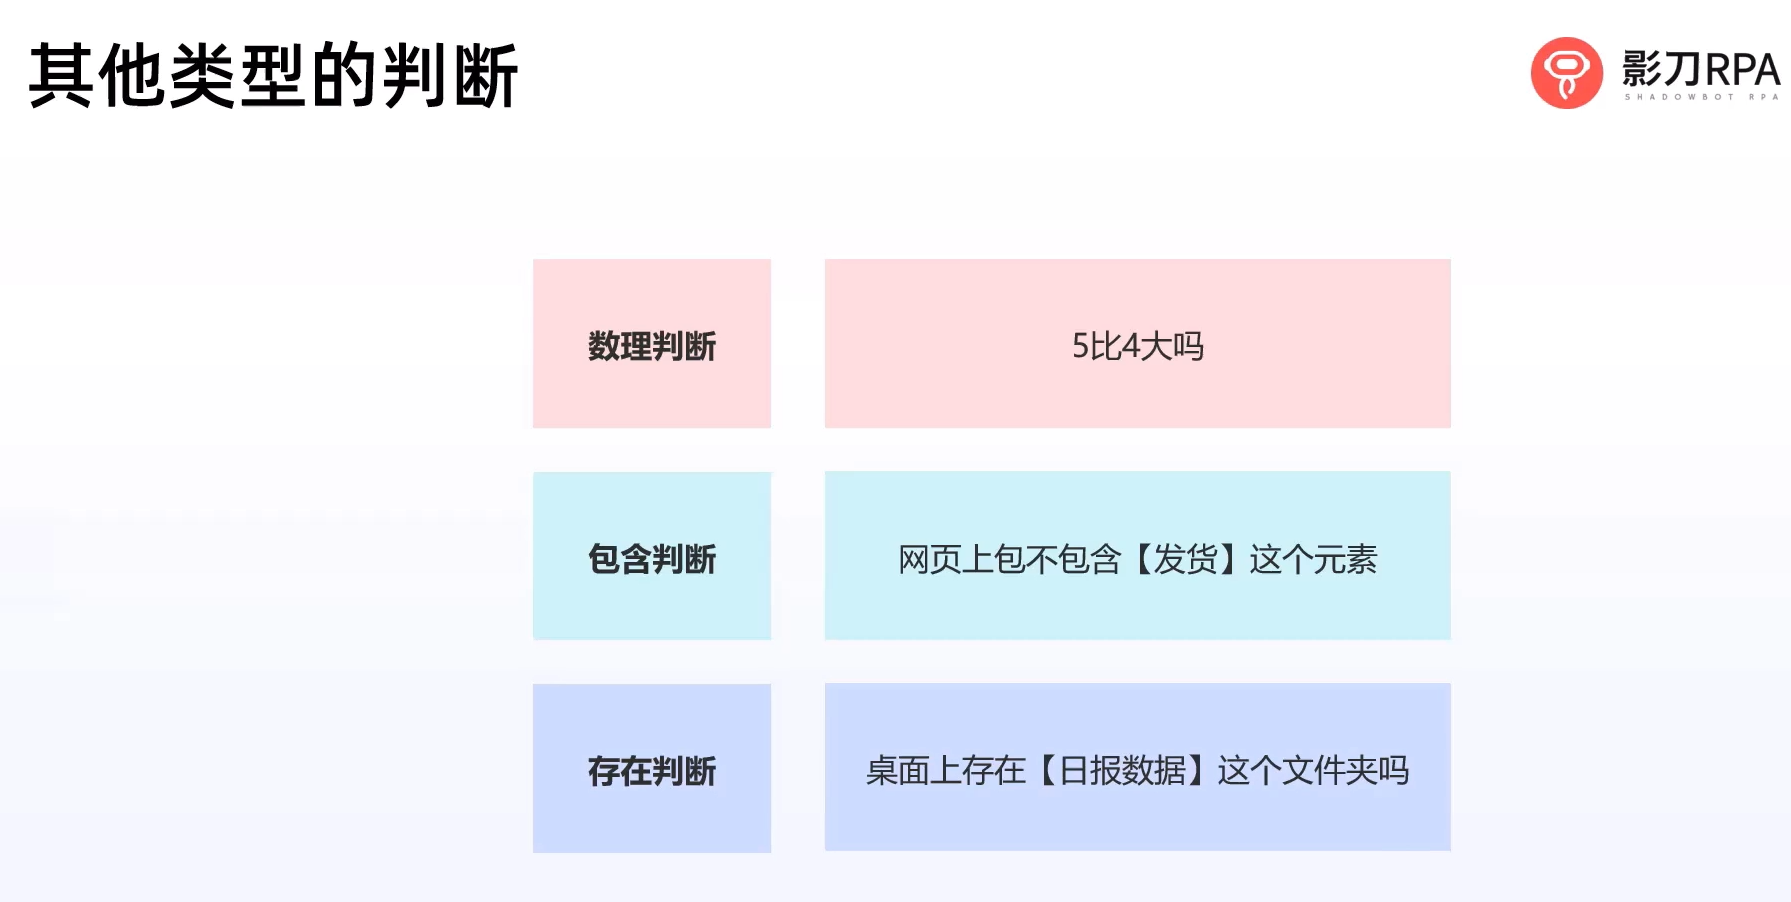 其他类型的判断
影刀RPA
SHADOWBOT RPA
数理判断
5比4大吗
包含判断
网页上包不包含【发货】这个元素
存在判断
桌面上存在【日报数据】这个文件夹吗